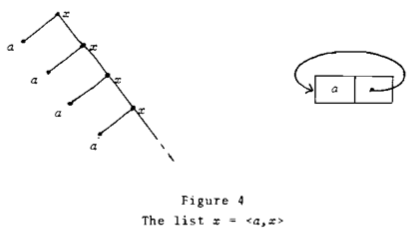 x
a x
a x
a x
a
a
Figure 4
The list x = <a,x>